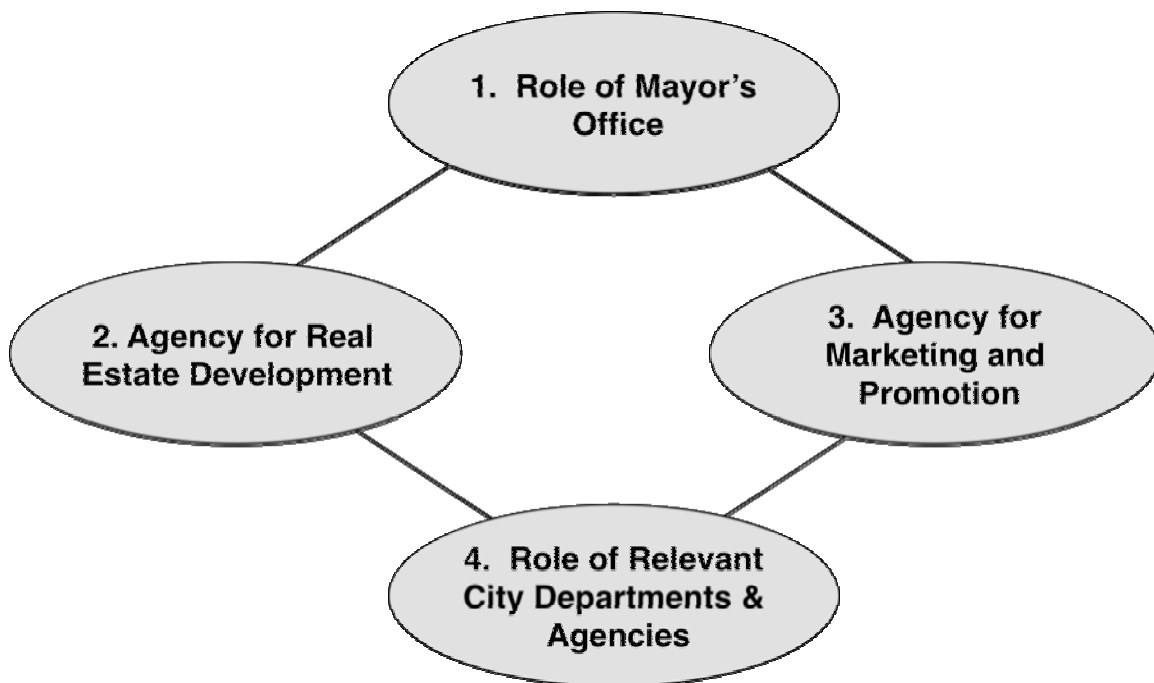 1. Role of Mayor's
Office
2. Agency for Real
Estate Development
3. Agency for
Marketing and
Promotion
4. Role of Relevant
City Departments &
Agencies